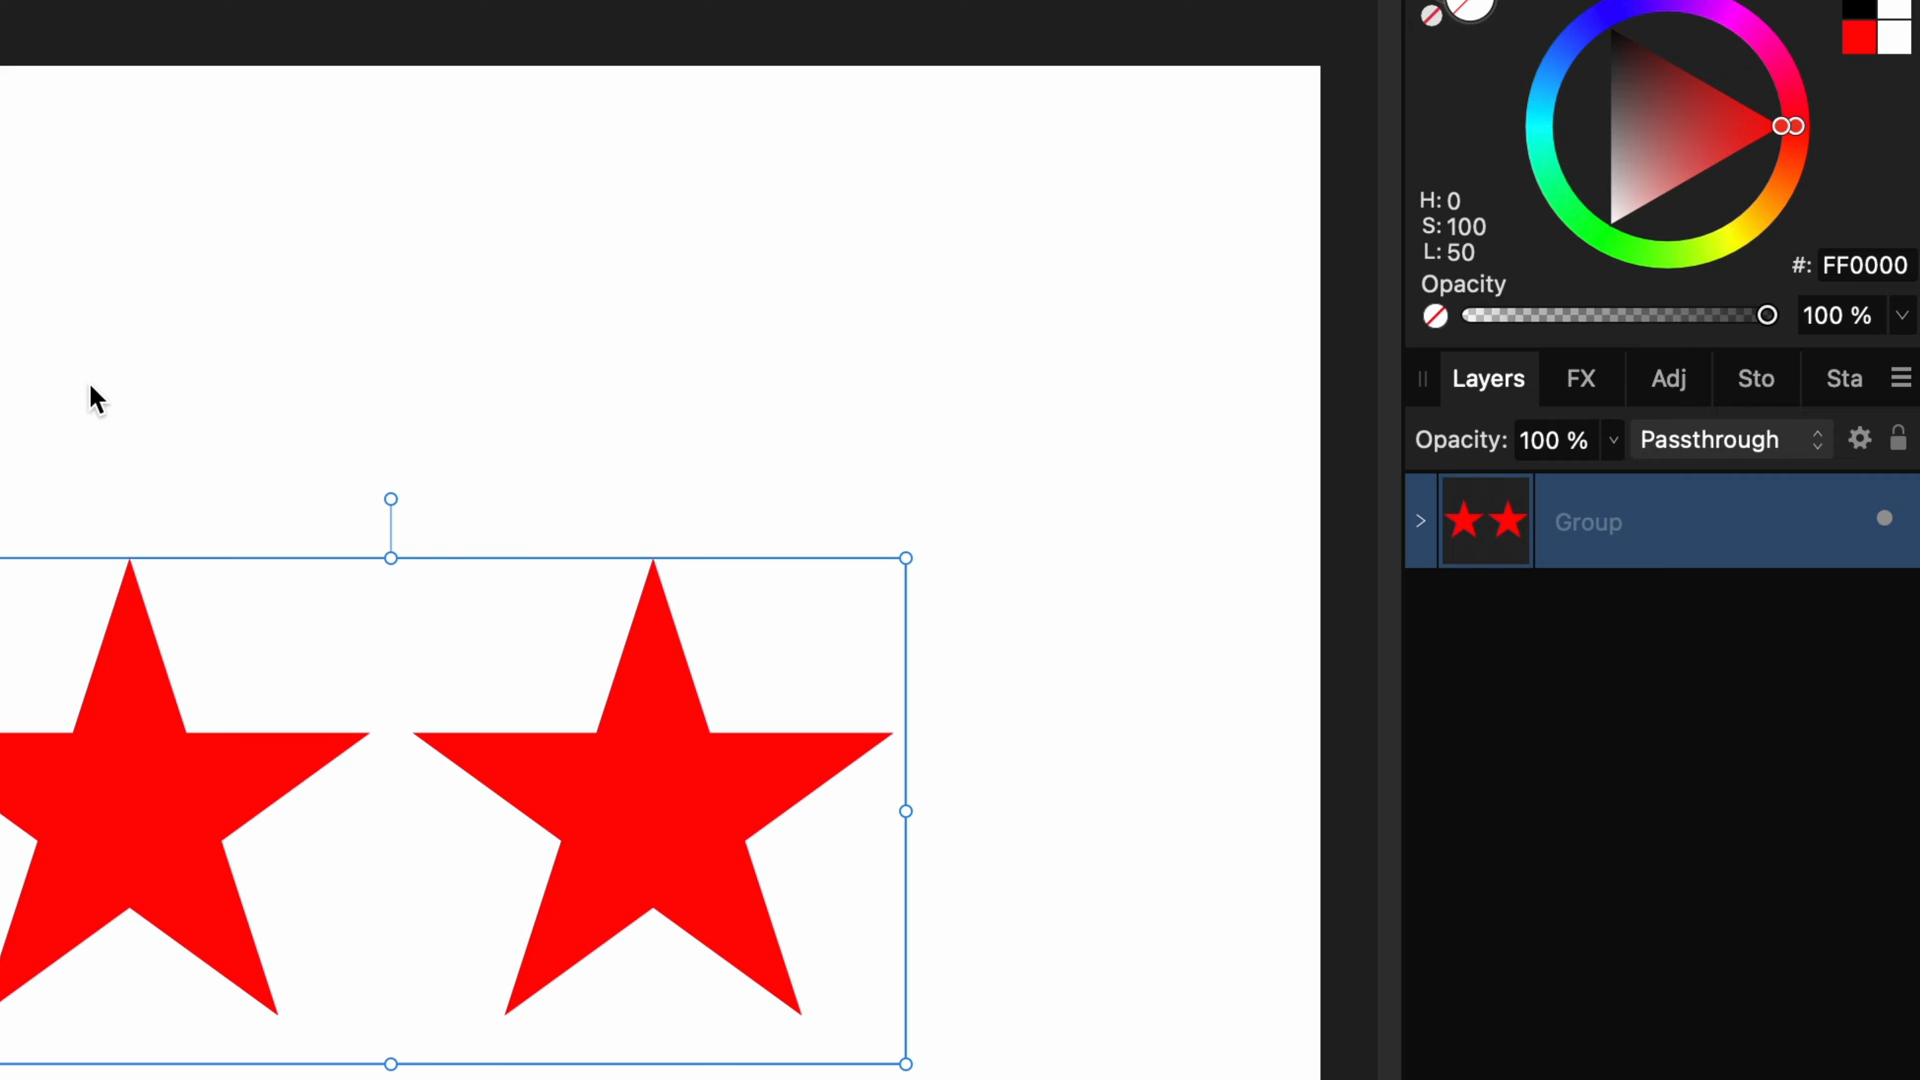 H: 0
S: 100
L: 50
#: FF0000
Opacity
100 %
Layers FX Adj Sto Sta
Opacity: 100 % Passthrough
Group